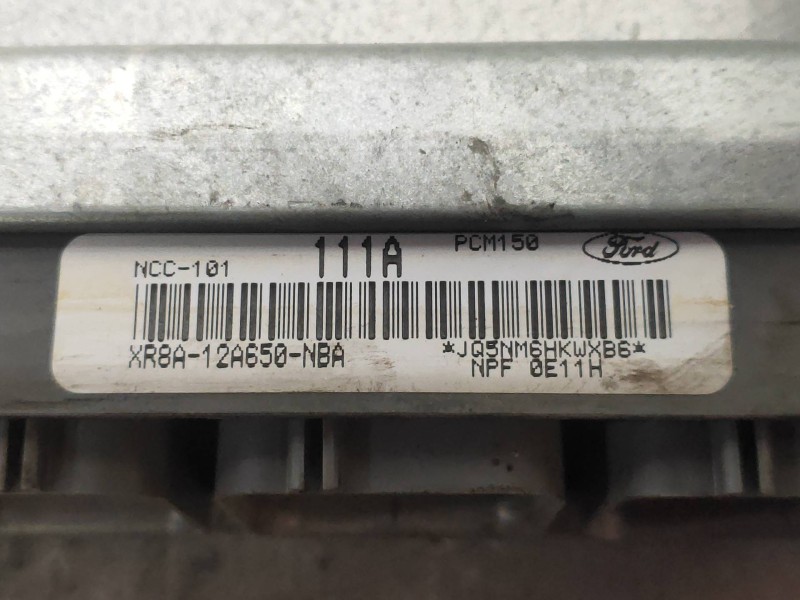 NCC-101 111A PCM150 Ford
XR8A-12A650-NBA *JQ5NM6HKWXB6*
NPF 0E11H